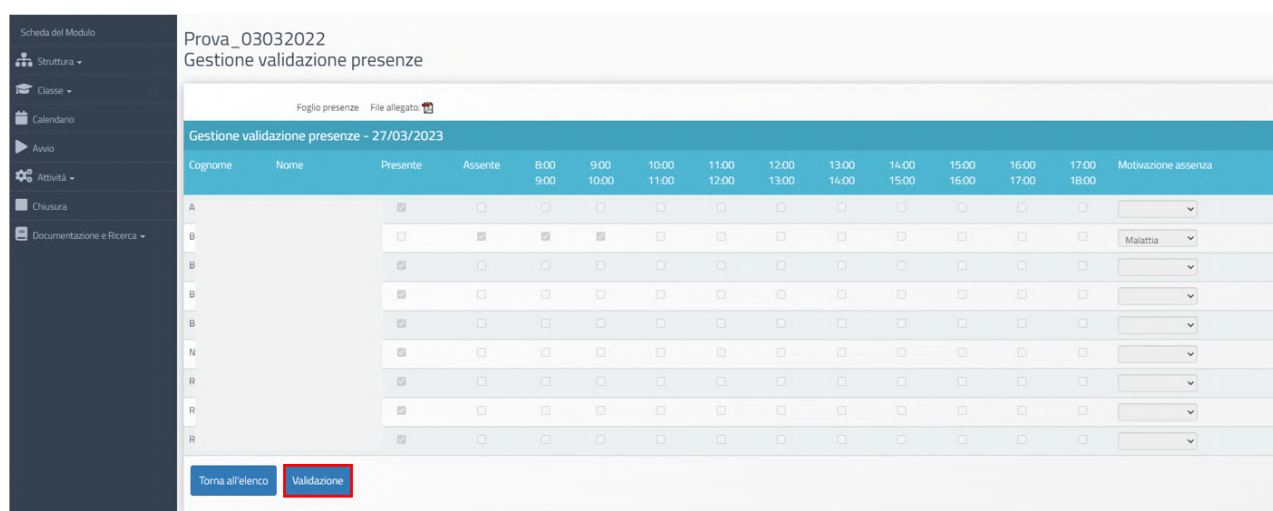 Scheda del Modulo
Struttura
Classe
Calendario
Avvio
Attività
Chiusura
Documentazione e Ricerca
Prova_03032022
Gestione validazione presenze
Foglio presenze File allegato:
Gestione validazione presenze - 27/03/2023
Cognome Nome Presente Assente 8:00 9:00 10:00 11:00 12:00 13:00 14:00 15:00 16:00 17:00 Motivazione assenza
9:00 10:00 11:00 12:00 13:00 14:00 15:00 16:00 17:00 18:00
A
B Malattia
B
B
B
N
R
R
R
Torna all'elenco Validazione